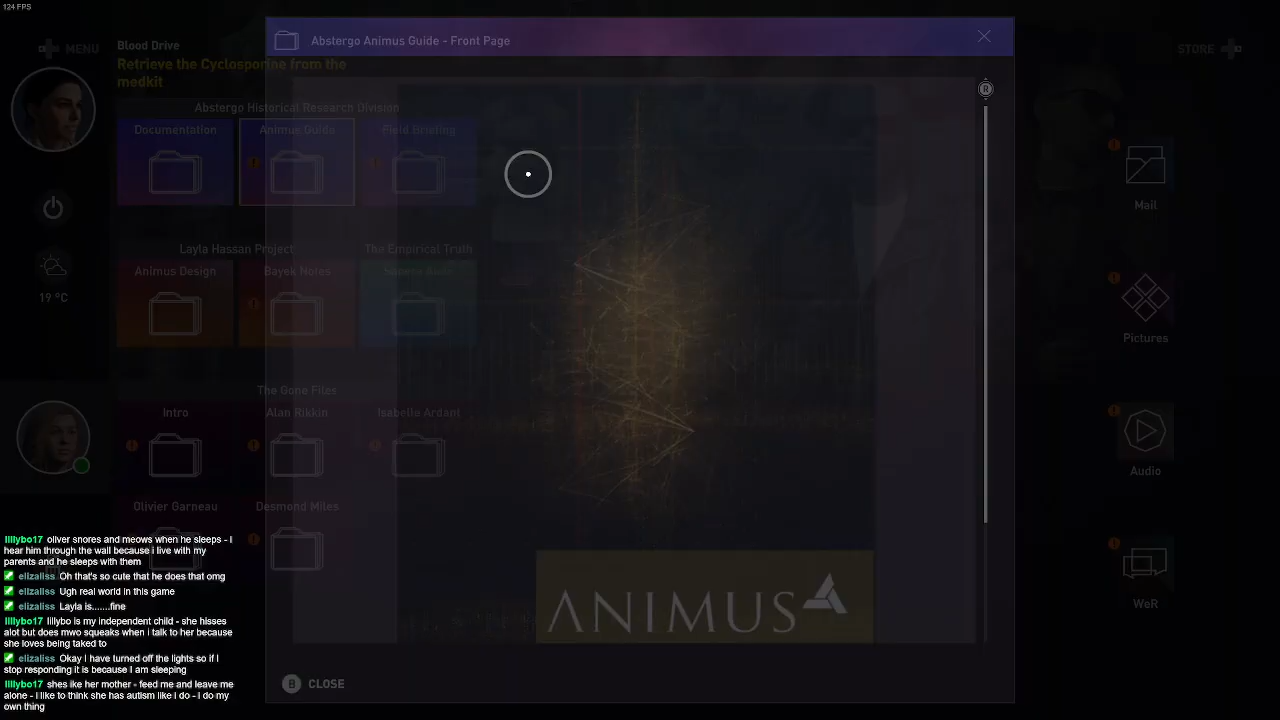 124 FPS
MENU
Blood Drive
Retrieve the Cyclosporine from the
medkit
Abstergo Animus Guide - Front Page
STORE
Abstergo Historical Research Division
Documentation
Animus Guide
Field Briefing
R
Layla Hassan Project
The Empirical Truth
Animus Design
Bayek Notes
19 °C
Mail
Pictures
Audio
WeR
The Gone Files
Intro
Alan Rikkin
Isabelle Ardant
Olivier Garneau
Desmond Miles
ANIMUS
B CLOSE
lillybo17 oliver snores and meows when he sleeps - i
hear him through the wall because i live with my
parents and he sleeps with them
elizaliss Oh that's so cute that he does that omg
elizaliss Ugh real world in this game
elizaliss Layla is.......fine
lillybo17 lillybo is my independent child - she hisses
alot but does mwo squeaks when i talk to her because
she loves being taked to
elizaliss Okay I have turned off the lights so if I
stop responding it is because I am sleeping
lillybo17 shes ike her mother - feed me and leave me
alone - i like to think she has autism like i do - i do my
own thing